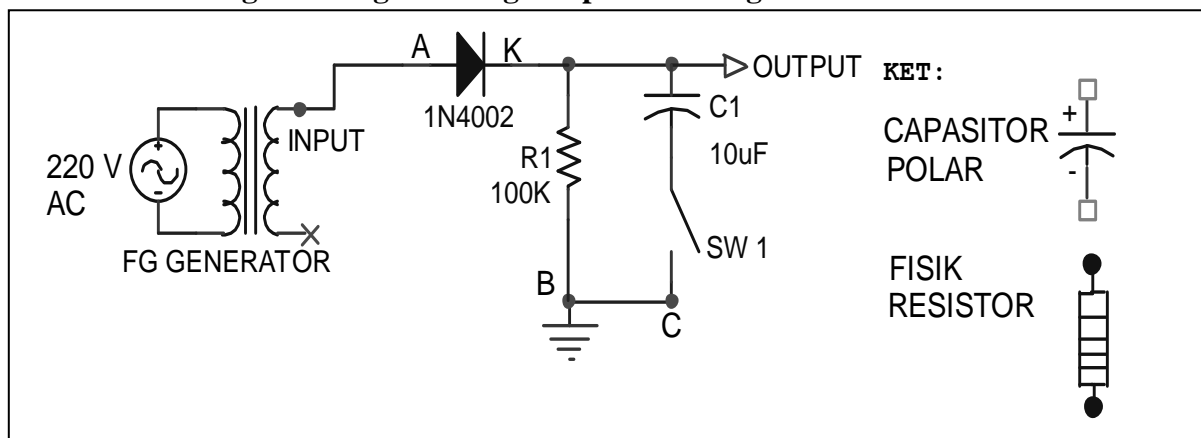 A
K
OUTPUT
KET:
1N4002
C1
INPUT
+
CAPASITOR
POLAR
-
10uF
R1
100K
220 V
AC
+
-
SW 1
FG GENERATOR
FISIK
RESISTOR
B
C